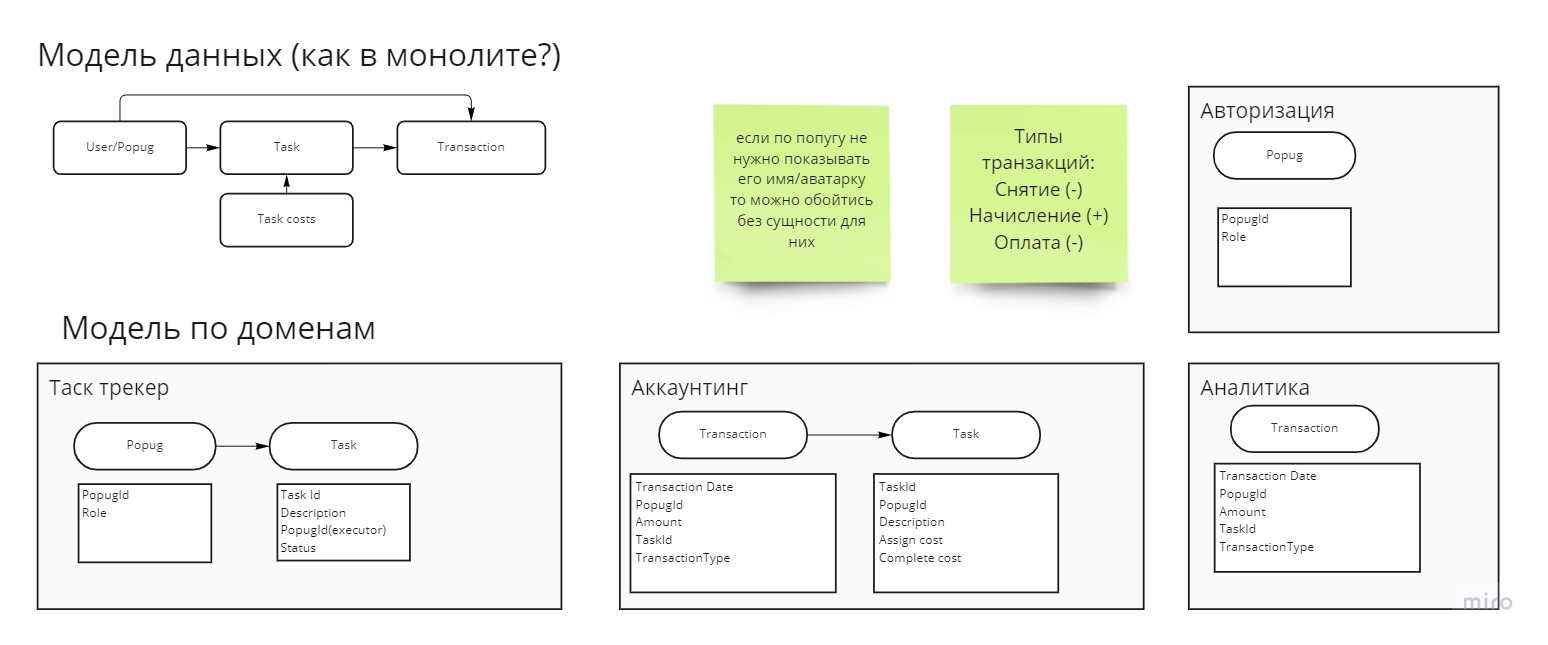 Модель данных (как в монолите?)
User/Popug
Task
Transaction
Task costs
если по попугу не
нужно показывать
его имя/аватарку
то можно обойтись
без сущности для
них
Типы
транзакций:
Снятие (-)
Начисление (+)
Оплата (-)
Авторизация
Popug
PopugId
Role
Модель по доменам
Таск трекер
Popug
Task
PopugId
Role
Task Id
Description
PopugId(executor)
Status
Аккаунтинг
Transaction
Task
Transaction Date
PopugId
Amount
TaskId
TransactionType
TaskId
PopugId
Description
Assign cost
Complete cost
Аналитика
Transaction
Transaction Date
PopugId
Amount
TaskId
TransactionType
miro